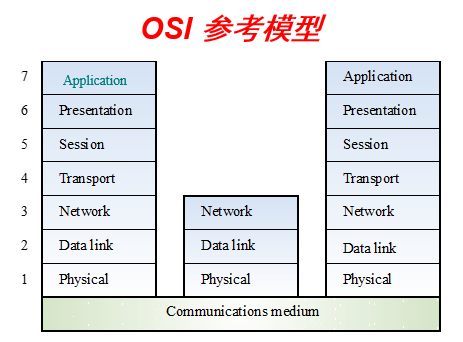 OSI 参考模型
7 Application Application
6 Presentation Presentation
5 Session Session
4 Transport Transport
3 Network Network Network
2 Data link Data link Data link
1 Physical Physical Physical
Communications medium